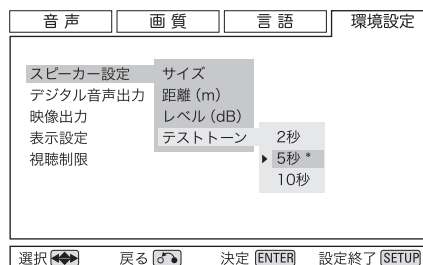 音声 画質 言語 環境設定
スピーカー設定 サイズ
デジタル音声出力 距離(m)
映像出力 レベル(dB)
表示設定 テストトーン 2秒
視聴制限 ▶ 5秒 *
10秒
選択 戻る 決定 ENTER 設定終了 SETUP